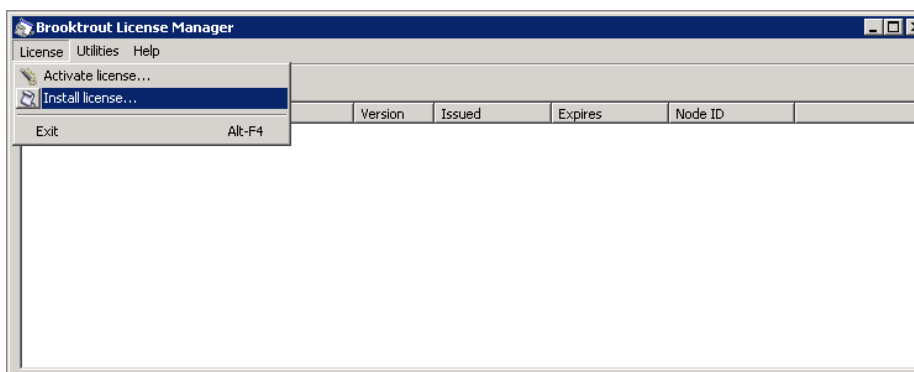 Brooktrout License Manager
License Utilities Help
Activate license...
Install license...
Version Issued Expires Node ID
Exit Alt-F4